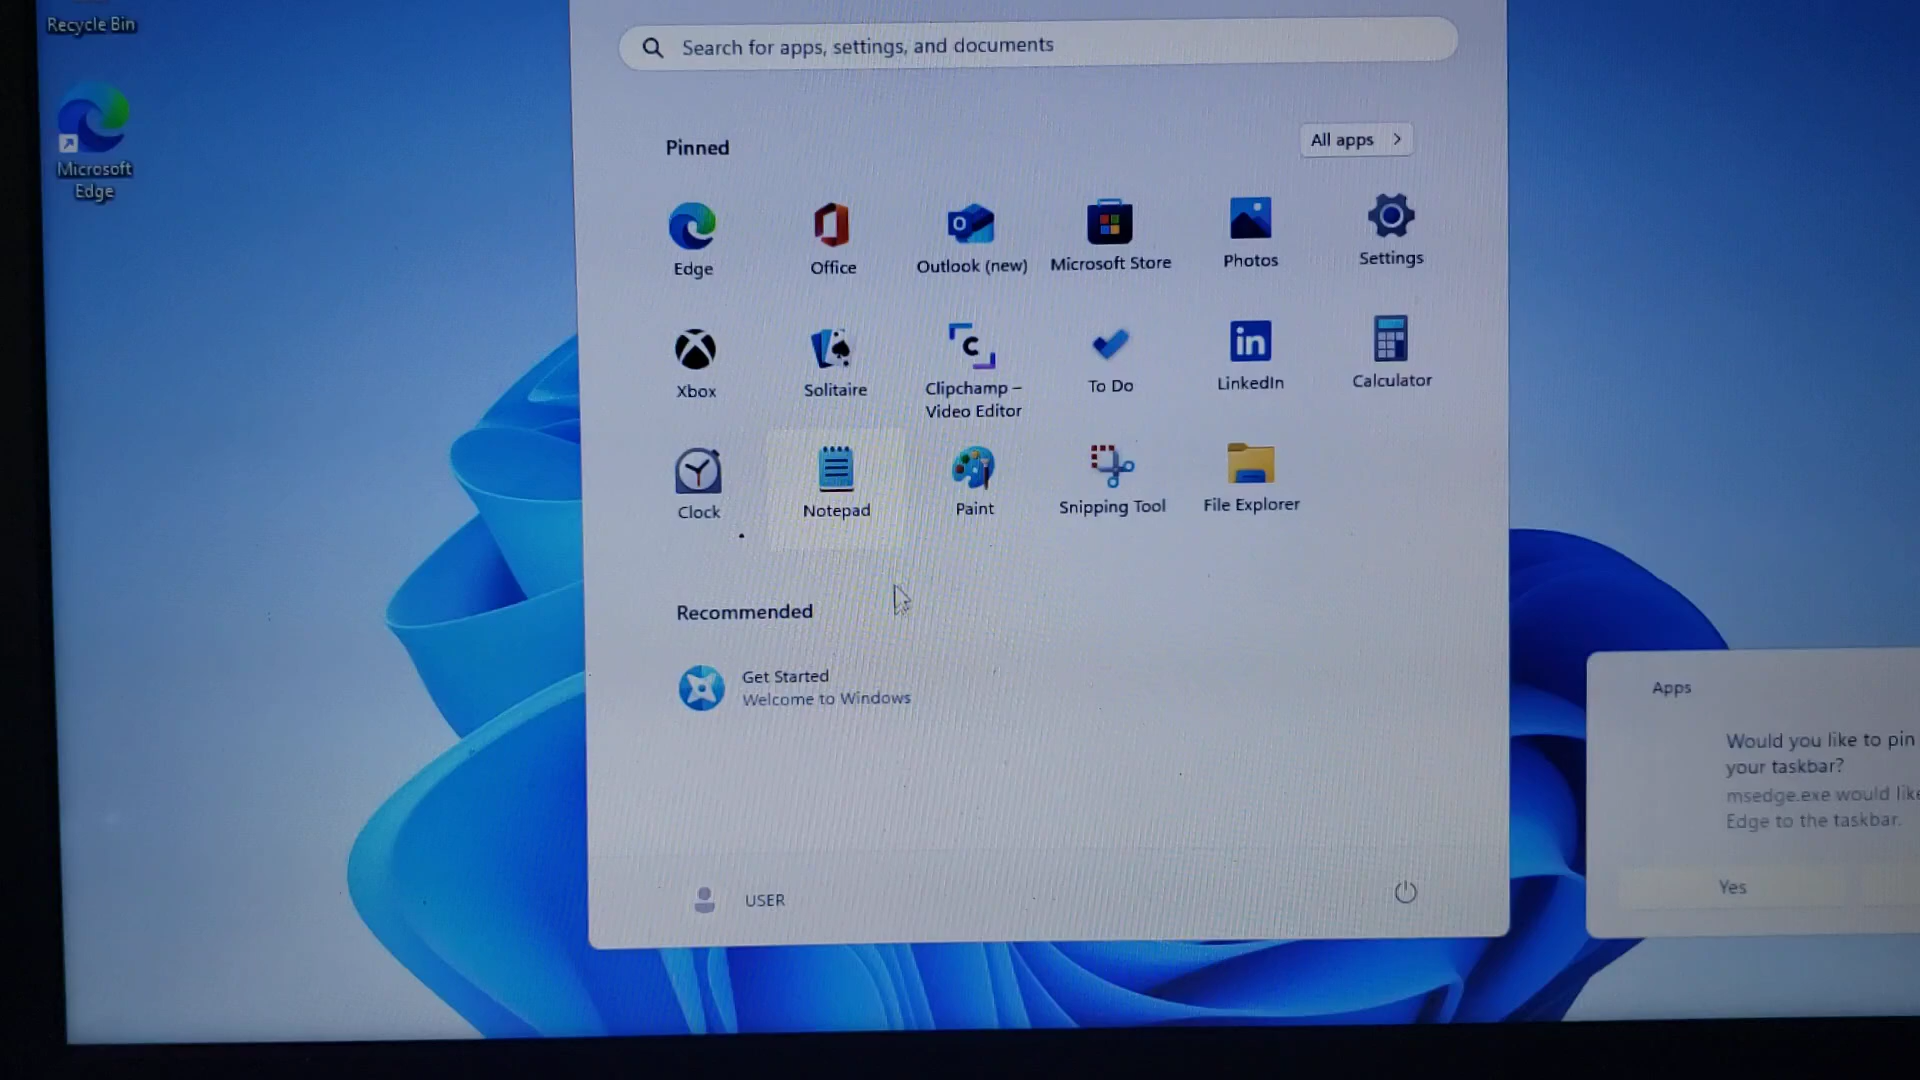 Recycle Bin
Microsoft
Edge
Search for apps, settings, and documents
Pinned
All apps
Edge
Office
Outlook (new)
Microsoft Store
Photos
Settings
Xbox
Solitaire
Clipchamp –
Video Editor
To Do
LinkedIn
Calculator
Clock
Notepad
Paint
Snipping Tool
File Explorer
Recommended
Get Started
Welcome to Windows
USER
Apps
Would you like to pin
your taskbar?
msedge.exe would like
Edge to the taskbar.
Yes